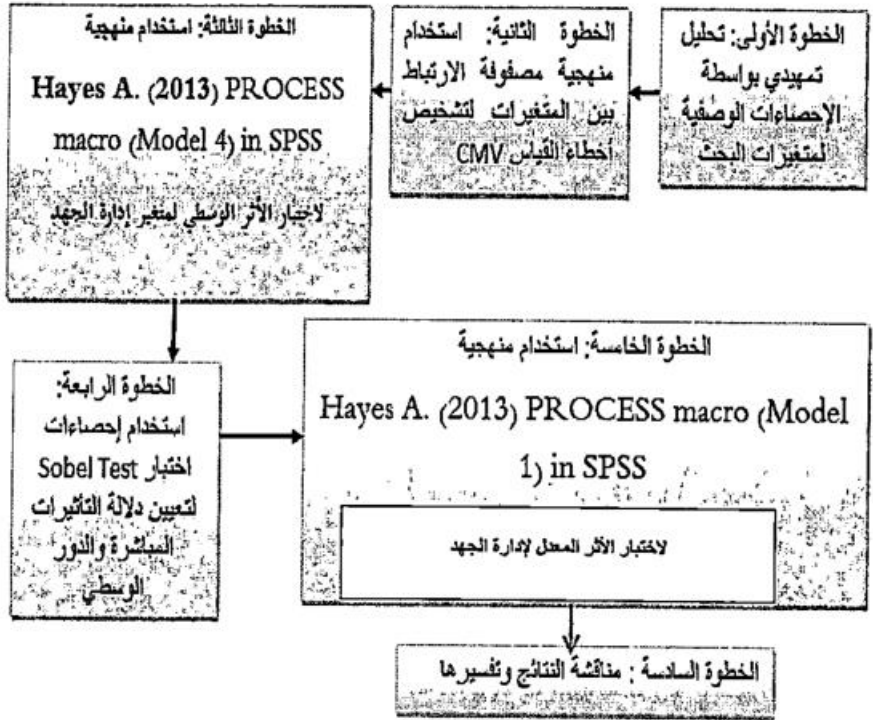 الخطوة الأولى: تحليل
تمهيدي بواسطة
الإحصاءات الوصفية
لمتغيرات البحث
الخطوة الثانية: استخدام
منهجية مصفوفة الارتباط
بين المتغيرات لتشخيص
أخطاء القياس CMV
الخطوة الثالثة: استخدام منهجية
Hayes A. (2013) PROCESS
macro (Model 4) in SPSS
لاختبار الأثر الوسطي لمتغير إدارة الجهد
الخطوة الرابعة:
استخدام إحصاءات
اختبار Sobel Test
لتعيين دلالة التأثيرات
المباشرة والدور
الوسطي
الخطوة الخامسة: استخدام منهجية
Hayes A. (2013) PROCESS macro (Model
1) in SPSS
لاختبار الأثر المعدل لإدارة الجهد
الخطوة السادسة : مناقشة النتائج وتفسيرها